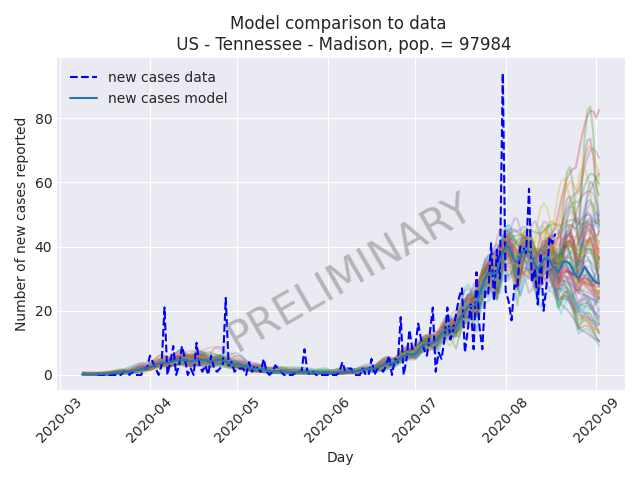 Model comparison to data
US - Tennessee - Madison, pop. = 97984
new cases data
new cases model
PRELIMINARY
Number of new cases reported
80
60
40
20
0
2020-03
2020-04
2020-05
2020-06
2020-07
2020-08
2020-09
Day